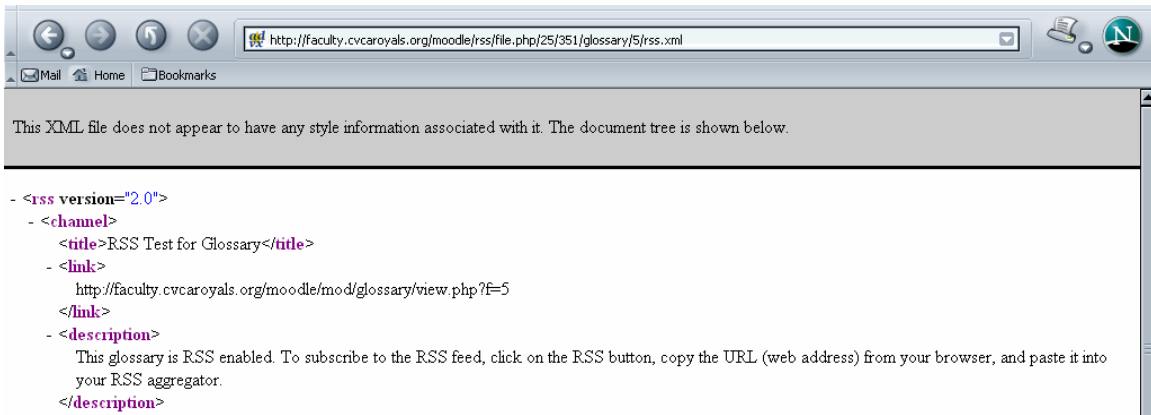 http://faculty.cvcaroyals.org/moodle/rss/file.php/25/351/glossary/5/rss.xml
N
Mail Home Bookmarks
This XML file does not appear to have any style information associated with it. The document tree is shown below.
- <rss version="2.0">
- <channel>
<title>RSS Test for Glossary</title>
- <link>
http://faculty.cvcaroyals.org/moodle/mod/glossary/view.php?f=5
</link>
- <description>
This glossary is RSS enabled. To subscribe to the RSS feed, click on the RSS button, copy the URL (web address) from your browser, and paste it into
your RSS aggregator.
</description>